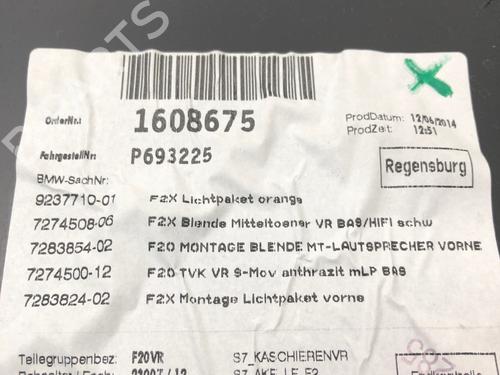 OrderNr.: 1608675
ProdDatum: 12/06/2014
ProdZeit: 12:51
FahrgestellNr: P693225
Regensburg
BMW-SachNr:
9237710-01 F2X Lichtpaket orange
7274508-06 F2X Blende Mitteltoener VR BAS/HIFI schw
7283854-02 F20 MONTAGE BLENDE MT-LAUTSPRECHER VORNE
7274500-12 F20 TVK VR S-Mov anthrazit mLP BAS
7283824-02 F2X Montage Lichtpaket vorne
Teilegruppenbez: F20VR S7_KASCHIERENVR